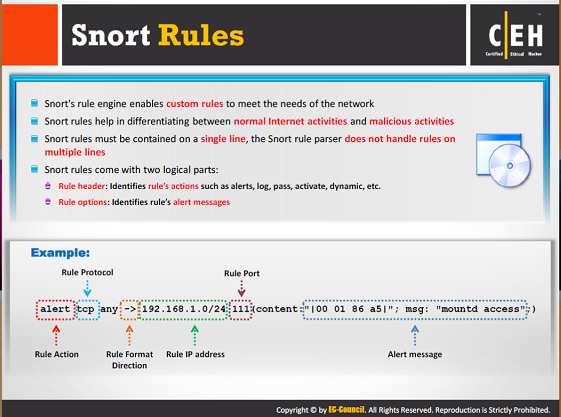 Snort Rules
CEH
Certified Ethical Hacker
Snort's rule engine enables custom rules to meet the needs of the network
Snort rules help in differentiating between normal Internet activities and malicious activities
Snort rules must be contained on a single line, the Snort rule parser does not handle rules on
multiple lines
Snort rules come with two logical parts:
Rule header: Identifies rule's actions such as alerts, log, pass, activate, dynamic, etc.
Rule options: Identifies rule's alert messages
Example:
Rule Protocol
Rule Port
alert tcp any -> 192.168.1.0/24 111(content:"|00 01 86 a5|"; msg: "mountd access";)
Rule Action
Rule Format
Direction
Rule IP address
Alert message
Copyright © by EC-Council. All Rights Reserved. Reproduction is Strictly Prohibited.